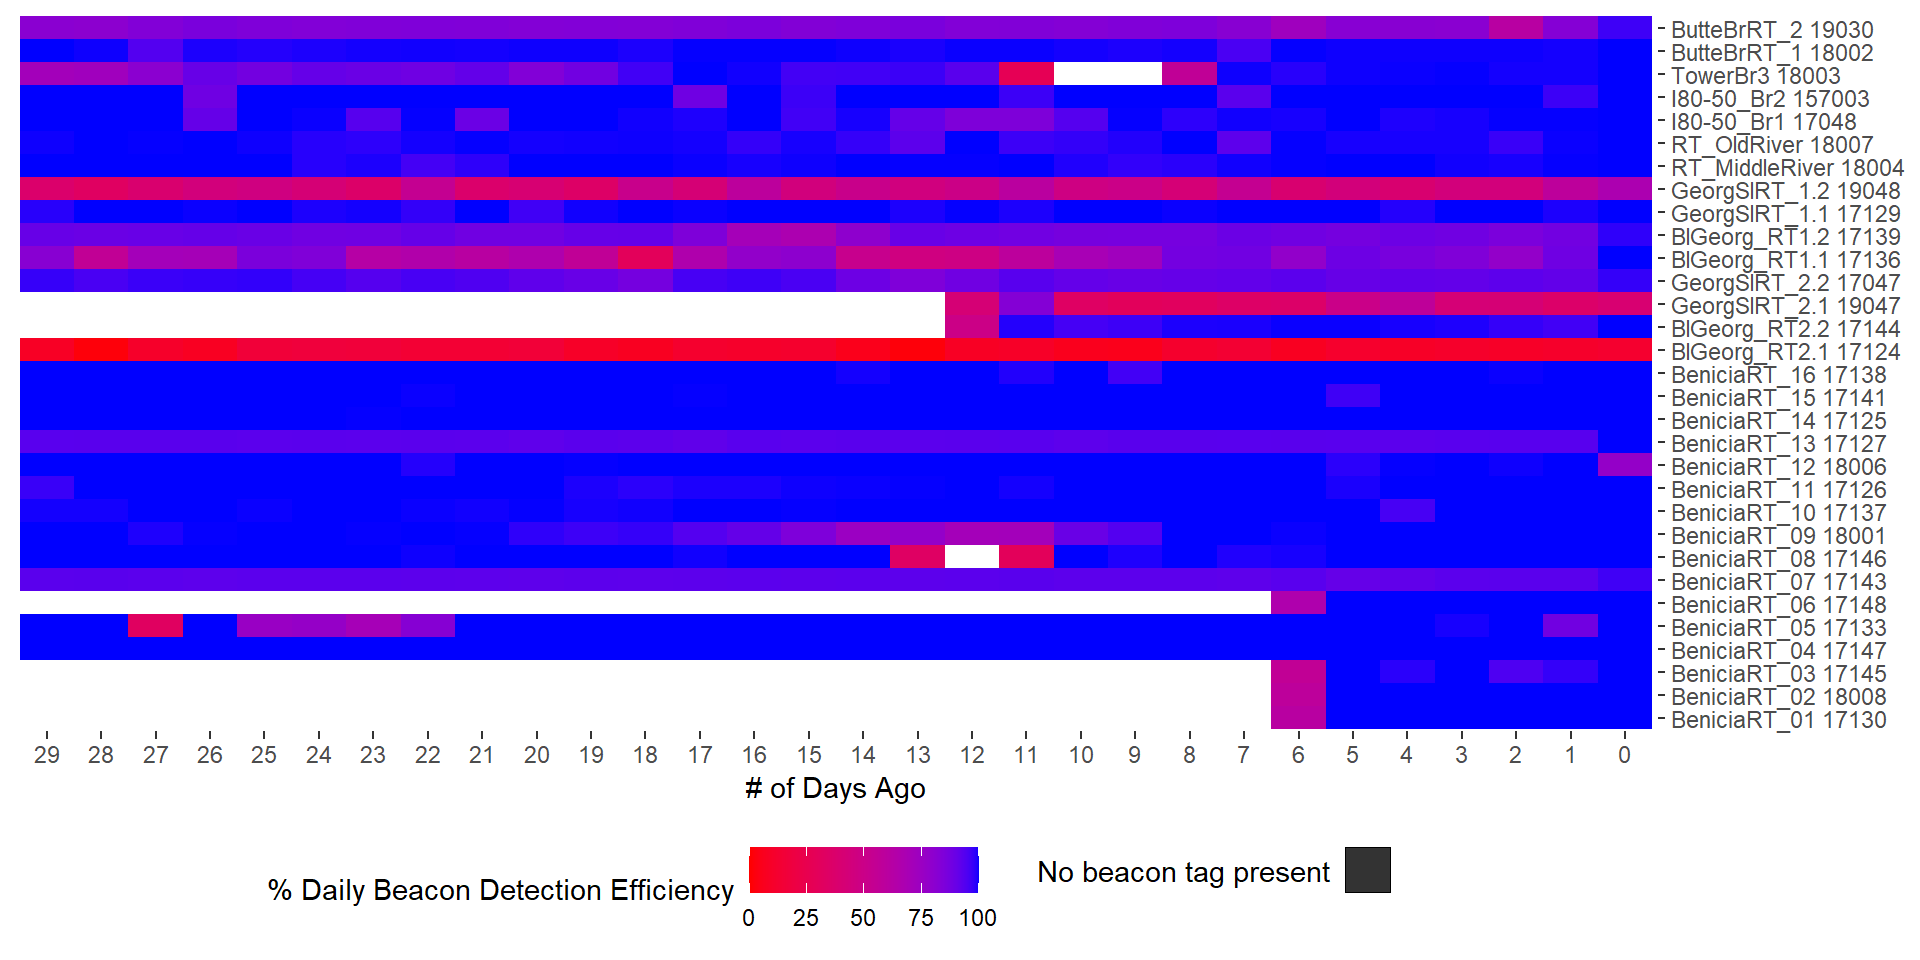 ButteBrRT_2 19030
ButteBrRT_1 18002
TowerBr3 18003
I80-50_Br2 157003
I80-50_Br1 17048
RT_OldRiver 18007
RT_MiddleRiver 18004
GeorgSlRT_1.2 19048
GeorgSlRT_1.1 17129
BlGeorg_RT1.2 17139
BlGeorg_RT1.1 17136
GeorgSlRT_2.2 17047
GeorgSlRT_2.1 19047
BlGeorg_RT2.2 17144
BlGeorg_RT2.1 17124
BeniciaRT_16 17138
BeniciaRT_15 17141
BeniciaRT_14 17125
BeniciaRT_13 17127
BeniciaRT_12 18006
BeniciaRT_11 17126
BeniciaRT_10 17137
BeniciaRT_09 18001
BeniciaRT_08 17146
BeniciaRT_07 17143
BeniciaRT_06 17148
BeniciaRT_05 17133
BeniciaRT_04 17147
BeniciaRT_03 17145
BeniciaRT_02 18008
BeniciaRT_01 17130
29 28 27 26 25 24 23 22 21 20 19 18 17 16 15 14 13 12 11 10 9 8 7 6 5 4 3 2 1 0
# of Days Ago
% Daily Beacon Detection Efficiency
0 25 50 75 100
No beacon tag present